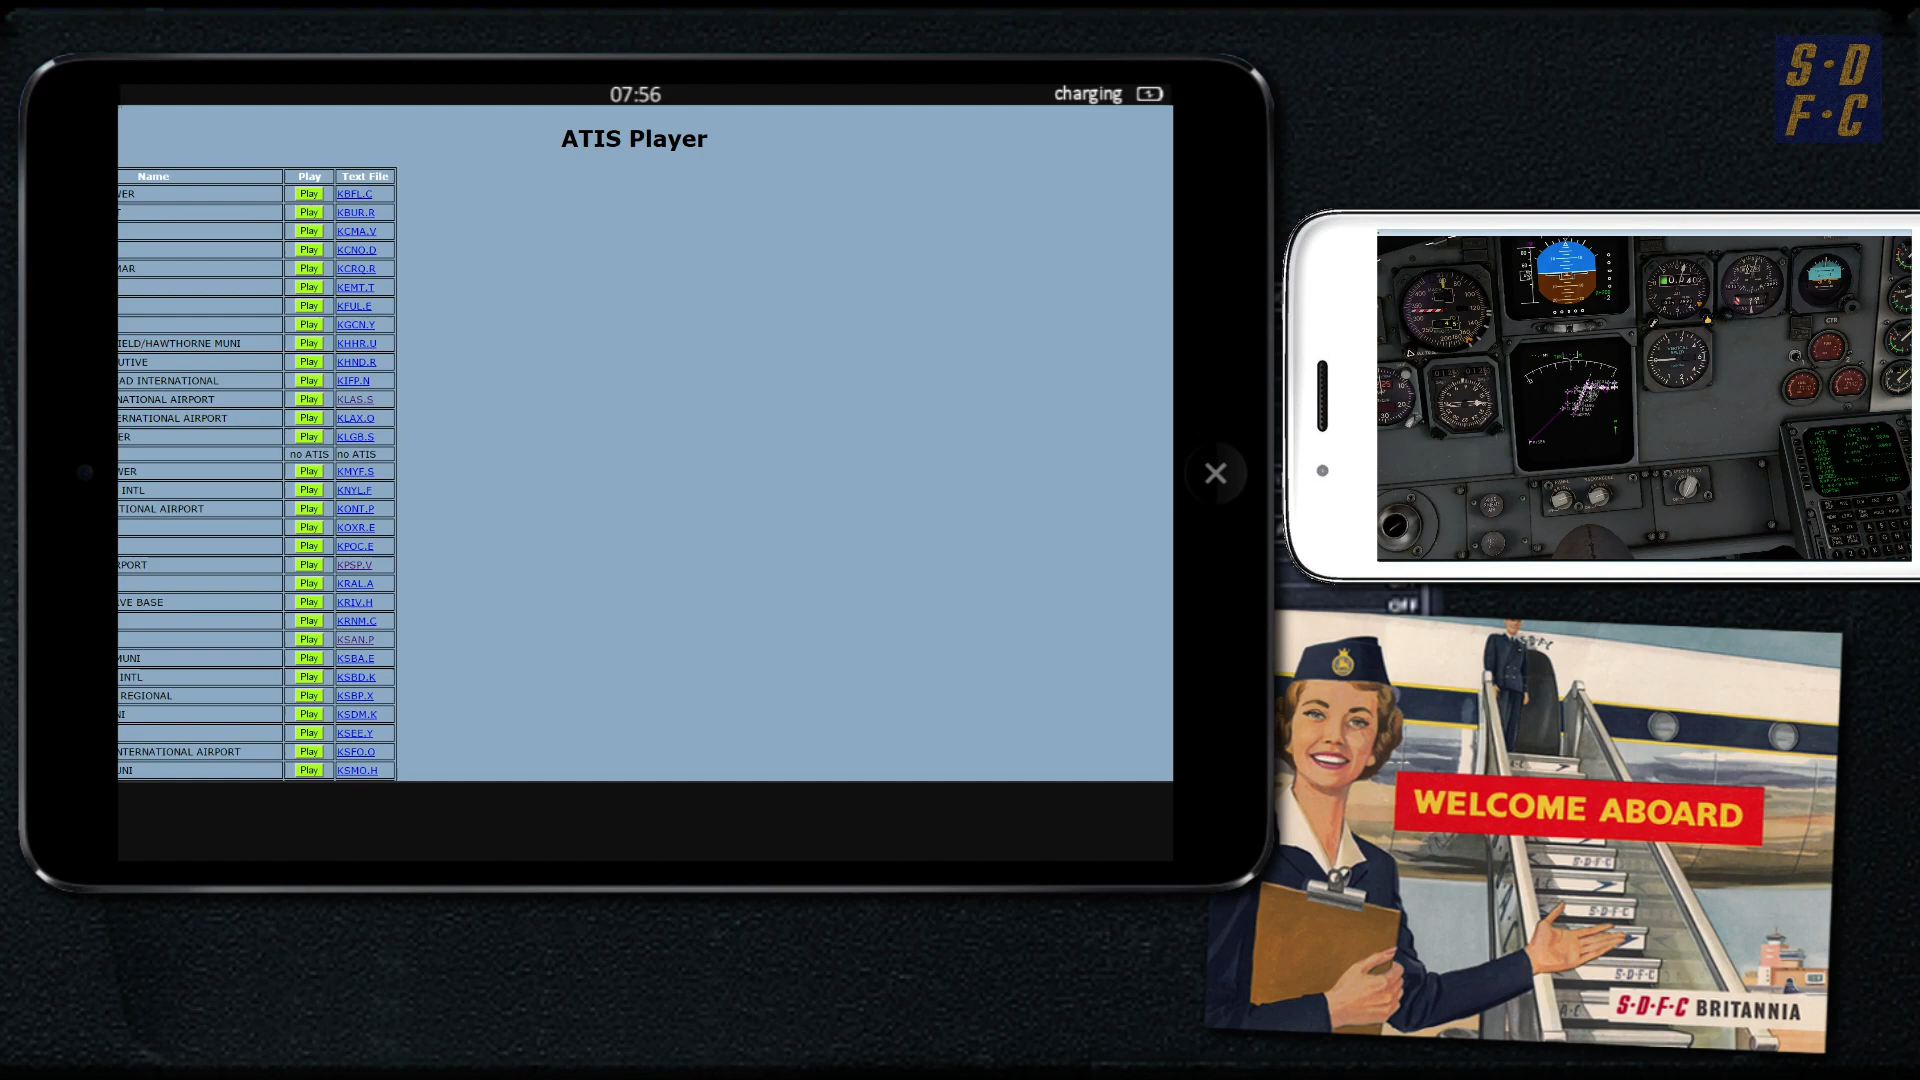 07:56
charging
ATIS Player
Name Play Text File
WER Play KBFL.C
Play KBUR.R
Play KCMA.V
Play KCNO.D
MAR Play KCRQ.R
Play KEMT.T
Play KFUL.E
Play KGCN.Y
IELD/HAWTHORNE MUNI Play KHHR.U
UTIVE Play KHND.R
AD INTERNATIONAL Play KIFP.N
NATIONAL AIRPORT Play KLAS.S
ERNATIONAL AIRPORT Play KLAX.O
ER Play KLGB.S
no ATIS no ATIS
WER Play KMYF.S
INTL Play KNYL.F
TIONAL AIRPORT Play KONT.P
Play KOXR.E
Play KPOC.E
RPORT Play KPSP.V
Play KRAL.A
RVE BASE Play KRIV.H
Play KRNM.C
Play KSAN.P
MUNI Play KSBA.E
INTL Play KSBD.K
REGIONAL Play KSBP.X
NI Play KSDM.K
Play KSEE.Y
NTERNATIONAL AIRPORT Play KSFO.O
UNI Play KSMO.H
S·D
F·C
OFF
S·D·F·C
WELCOME ABOARD
S·D·F·C
S·D·F·C
S·D·F·C
S·D·F·C BRITANNIA